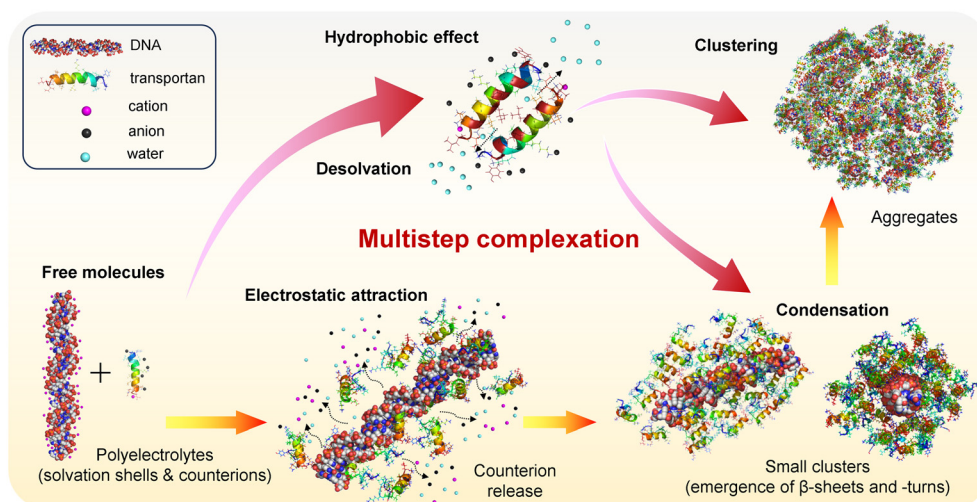 DNA
transportan
cation
anion
water
Hydrophobic effect
Desolvation
Clustering
Aggregates
Multistep complexation
Free molecules
+
Polyelectrolytes
(solvation shells & counterions)
Electrostatic attraction
Counterion
release
Condensation
Small clusters
(emergence of β-sheets and -turns)